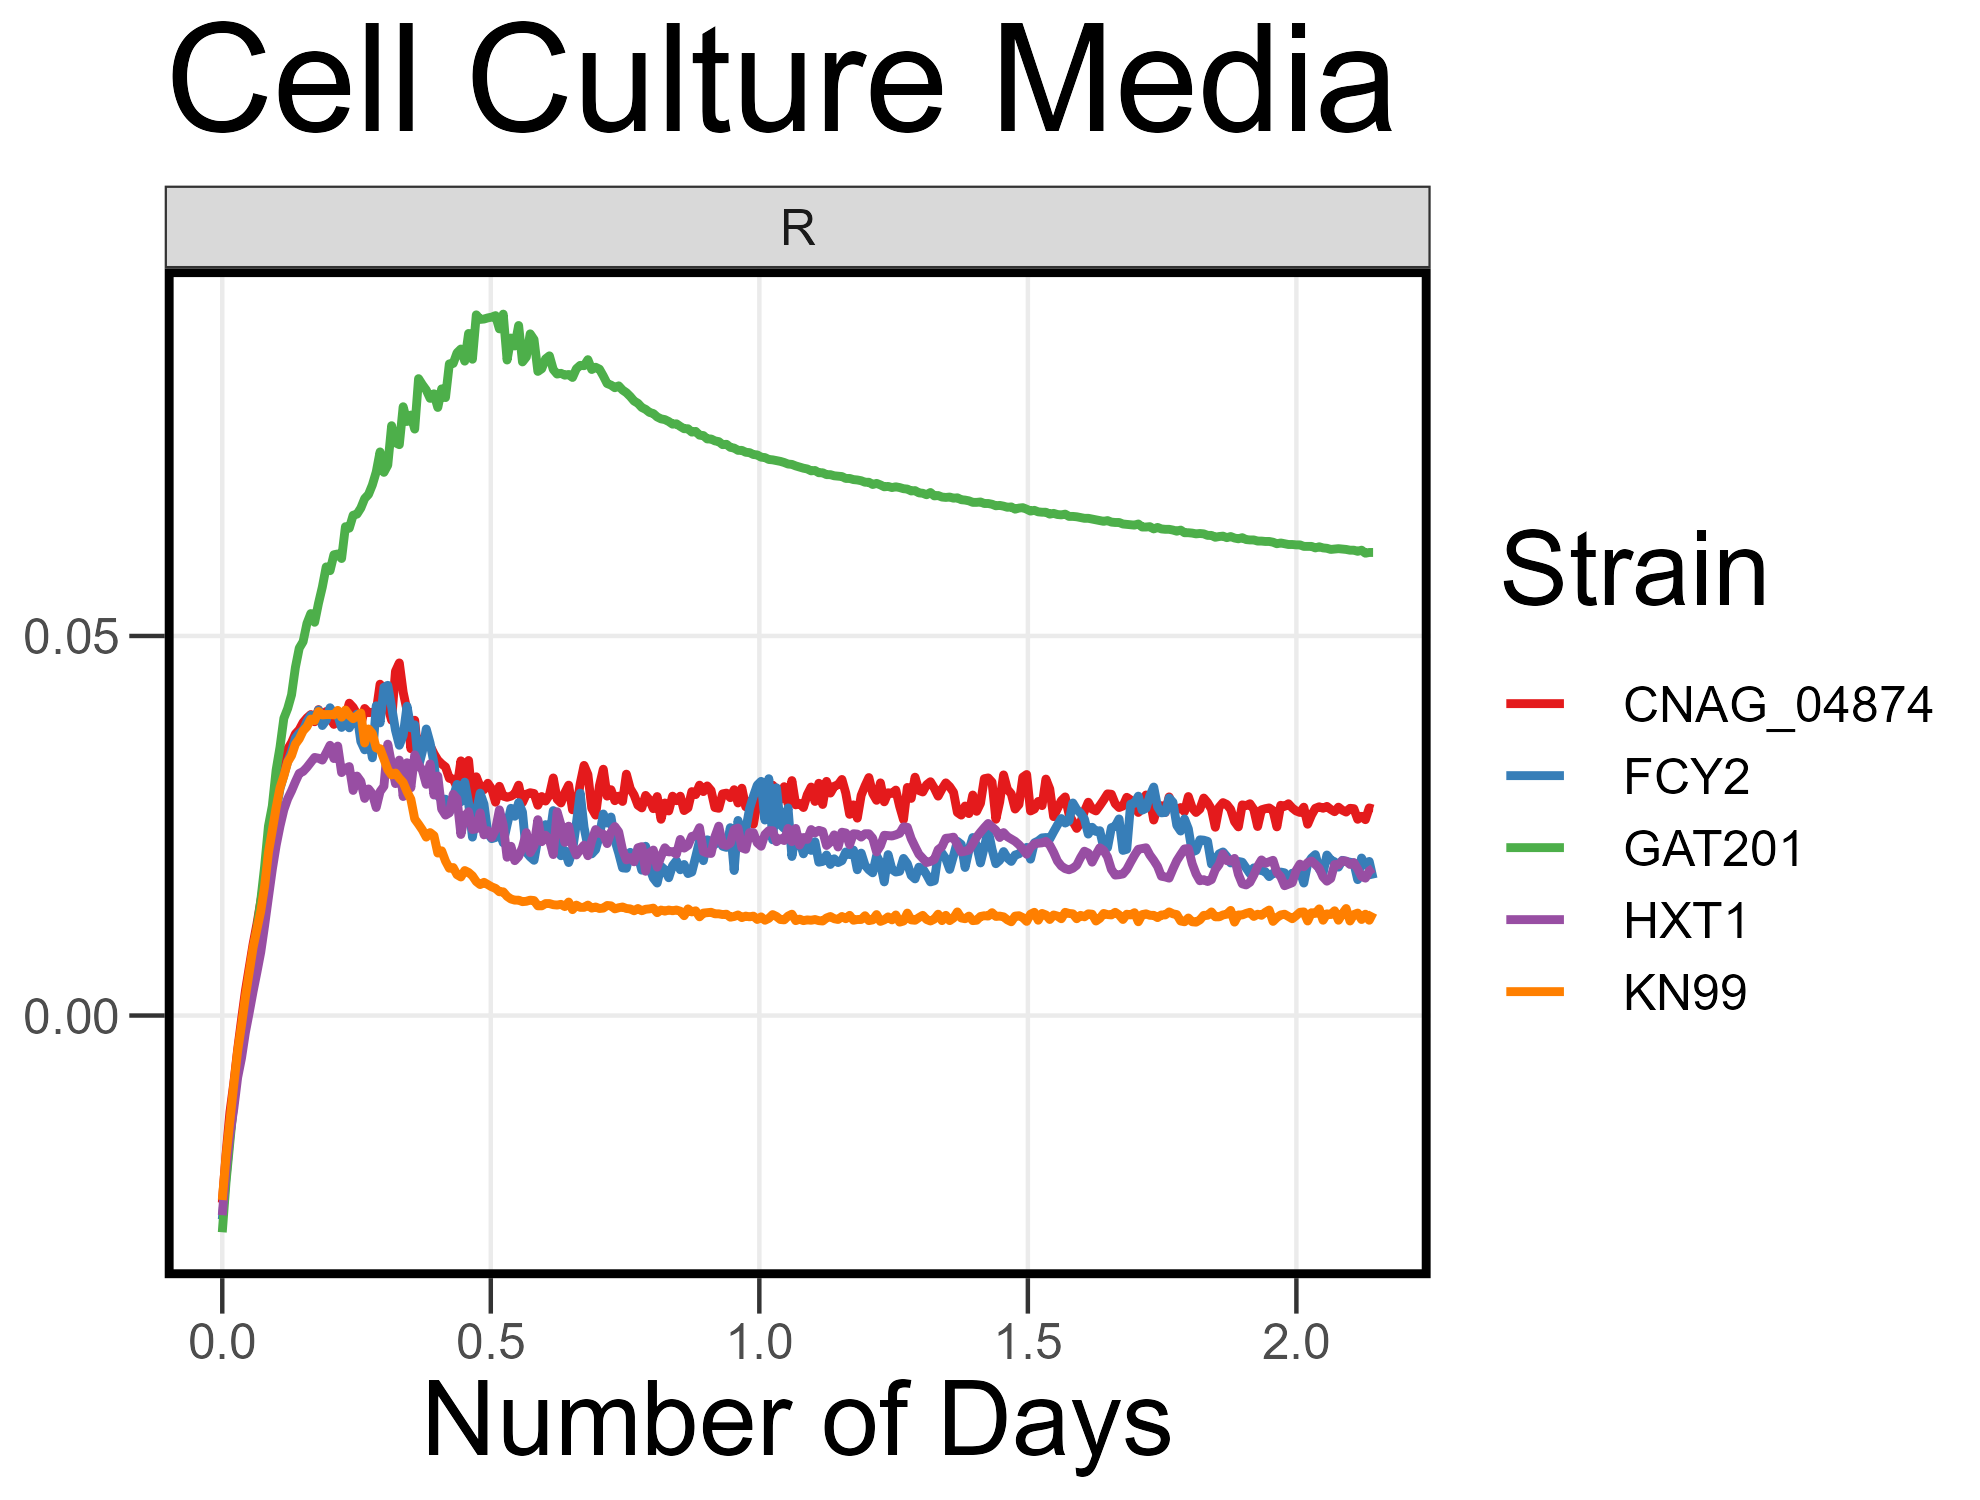 Cell Culture Media
R
0.05
0.00
0.0 0.5 1.0 1.5 2.0
Number of Days
Strain
CNAG_04874
FCY2
GAT201
HXT1
KN99